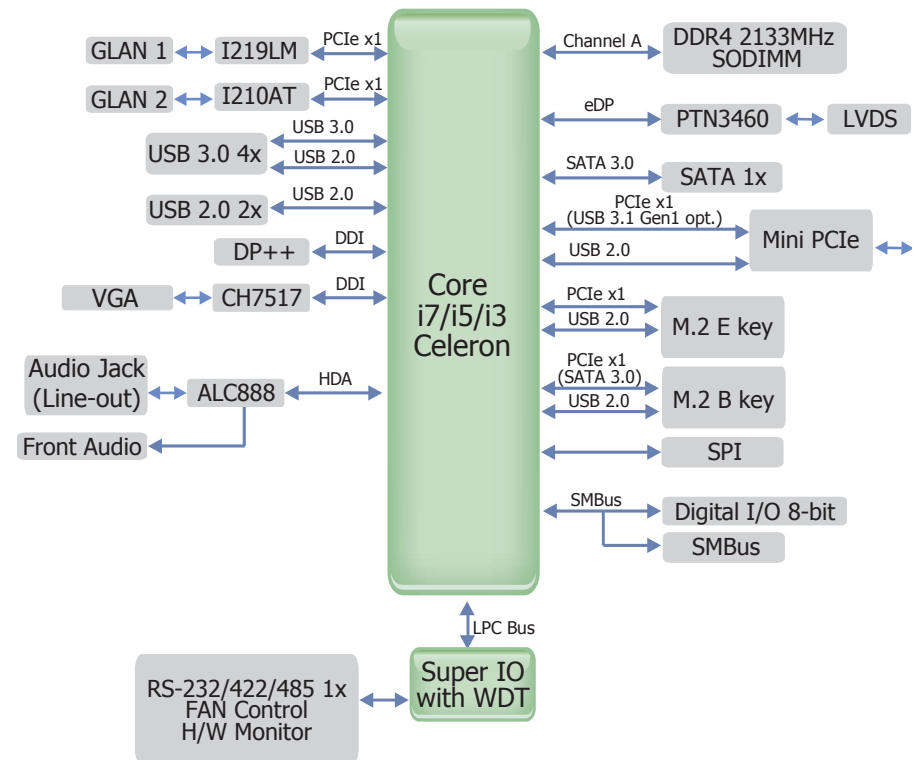 GLAN 1
I219LM
PCIe x1
GLAN 2
I210AT
PCIe x1
USB 3.0 4x
USB 3.0
USB 2.0
USB 2.0 2x
USB 2.0
DP++
DDI
VGA
CH7517
DDI
Audio Jack
(Line-out)
ALC888
HDA
Front Audio
Core
i7/i5/i3
Celeron
Channel A
DDR4 2133MHz
SODIMM
eDP
PTN3460
LVDS
SATA 3.0
SATA 1x
PCIe x1
(USB 3.1 Gen1 opt.)
USB 2.0
Mini PCIe
PCIe x1
USB 2.0
M.2 E key
PCIe x1
(SATA 3.0)
USB 2.0
M.2 B key
SPI
SMBus
Digital I/O 8-bit
SMBus
LPC Bus
Super IO
with WDT
RS-232/422/485 1x
FAN Control
H/W Monitor